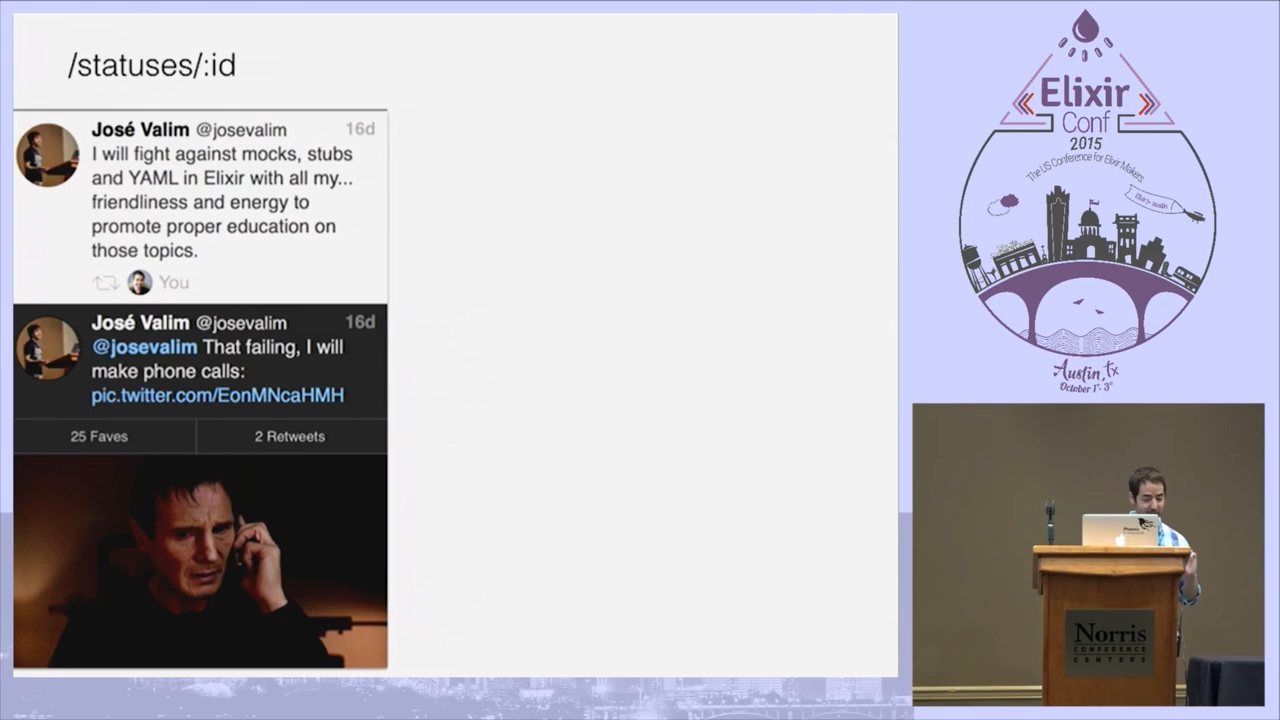 /statuses/:id
José Valim @josevalim 16d
I will fight against mocks, stubs
and YAML in Elixir with all my...
friendliness and energy to
promote proper education on
those topics.
You
José Valim @josevalim 16d
@josevalim That failing, I will
make phone calls:
pic.twitter.com/EonMNcaHMH
25 Faves 2 Retweets
Elixir
Conf
2015
The US Conference for Elixir Makers
Austin, TX
October 1st - 3rd
Phoenix
Norris
CONFERENCE
CENTERS